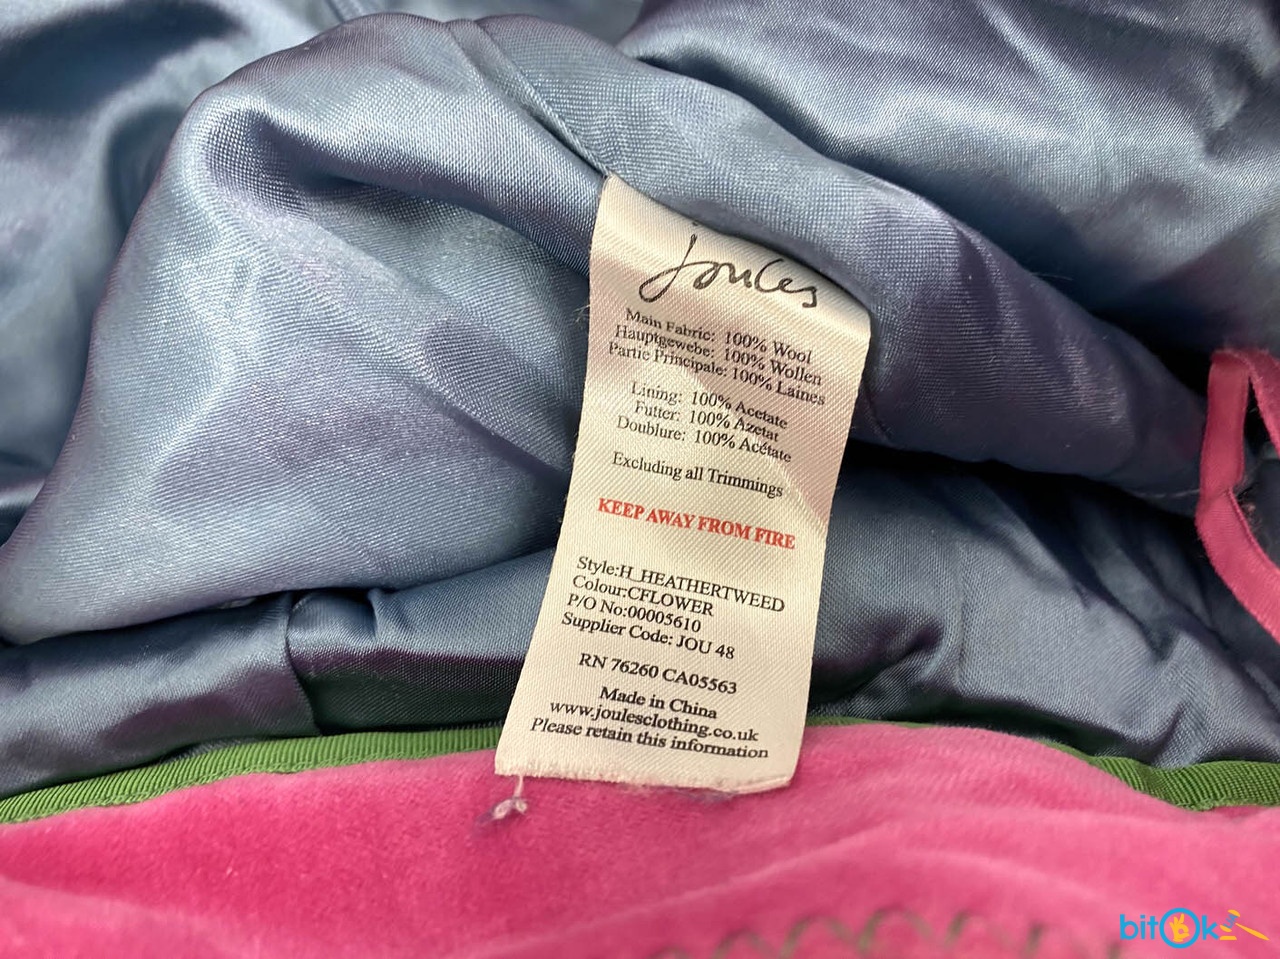 Joules
Main Fabric: 100% Wool
Hauptgewebe: 100% Wollen
Partie Principale: 100% Laines
Lining: 100% Acetate
Futter: 100% Azetat
Doublure: 100% Acétate
Excluding all Trimmings
KEEP AWAY FROM FIRE
Style:H_HEATHERTWEED
Colour:CFLOWER
P/O No:00005610
Supplier Code: JOU 48
RN 76260 CA05563
Made in China
www.joulesclothing.co.uk
Please retain this information
bitOk